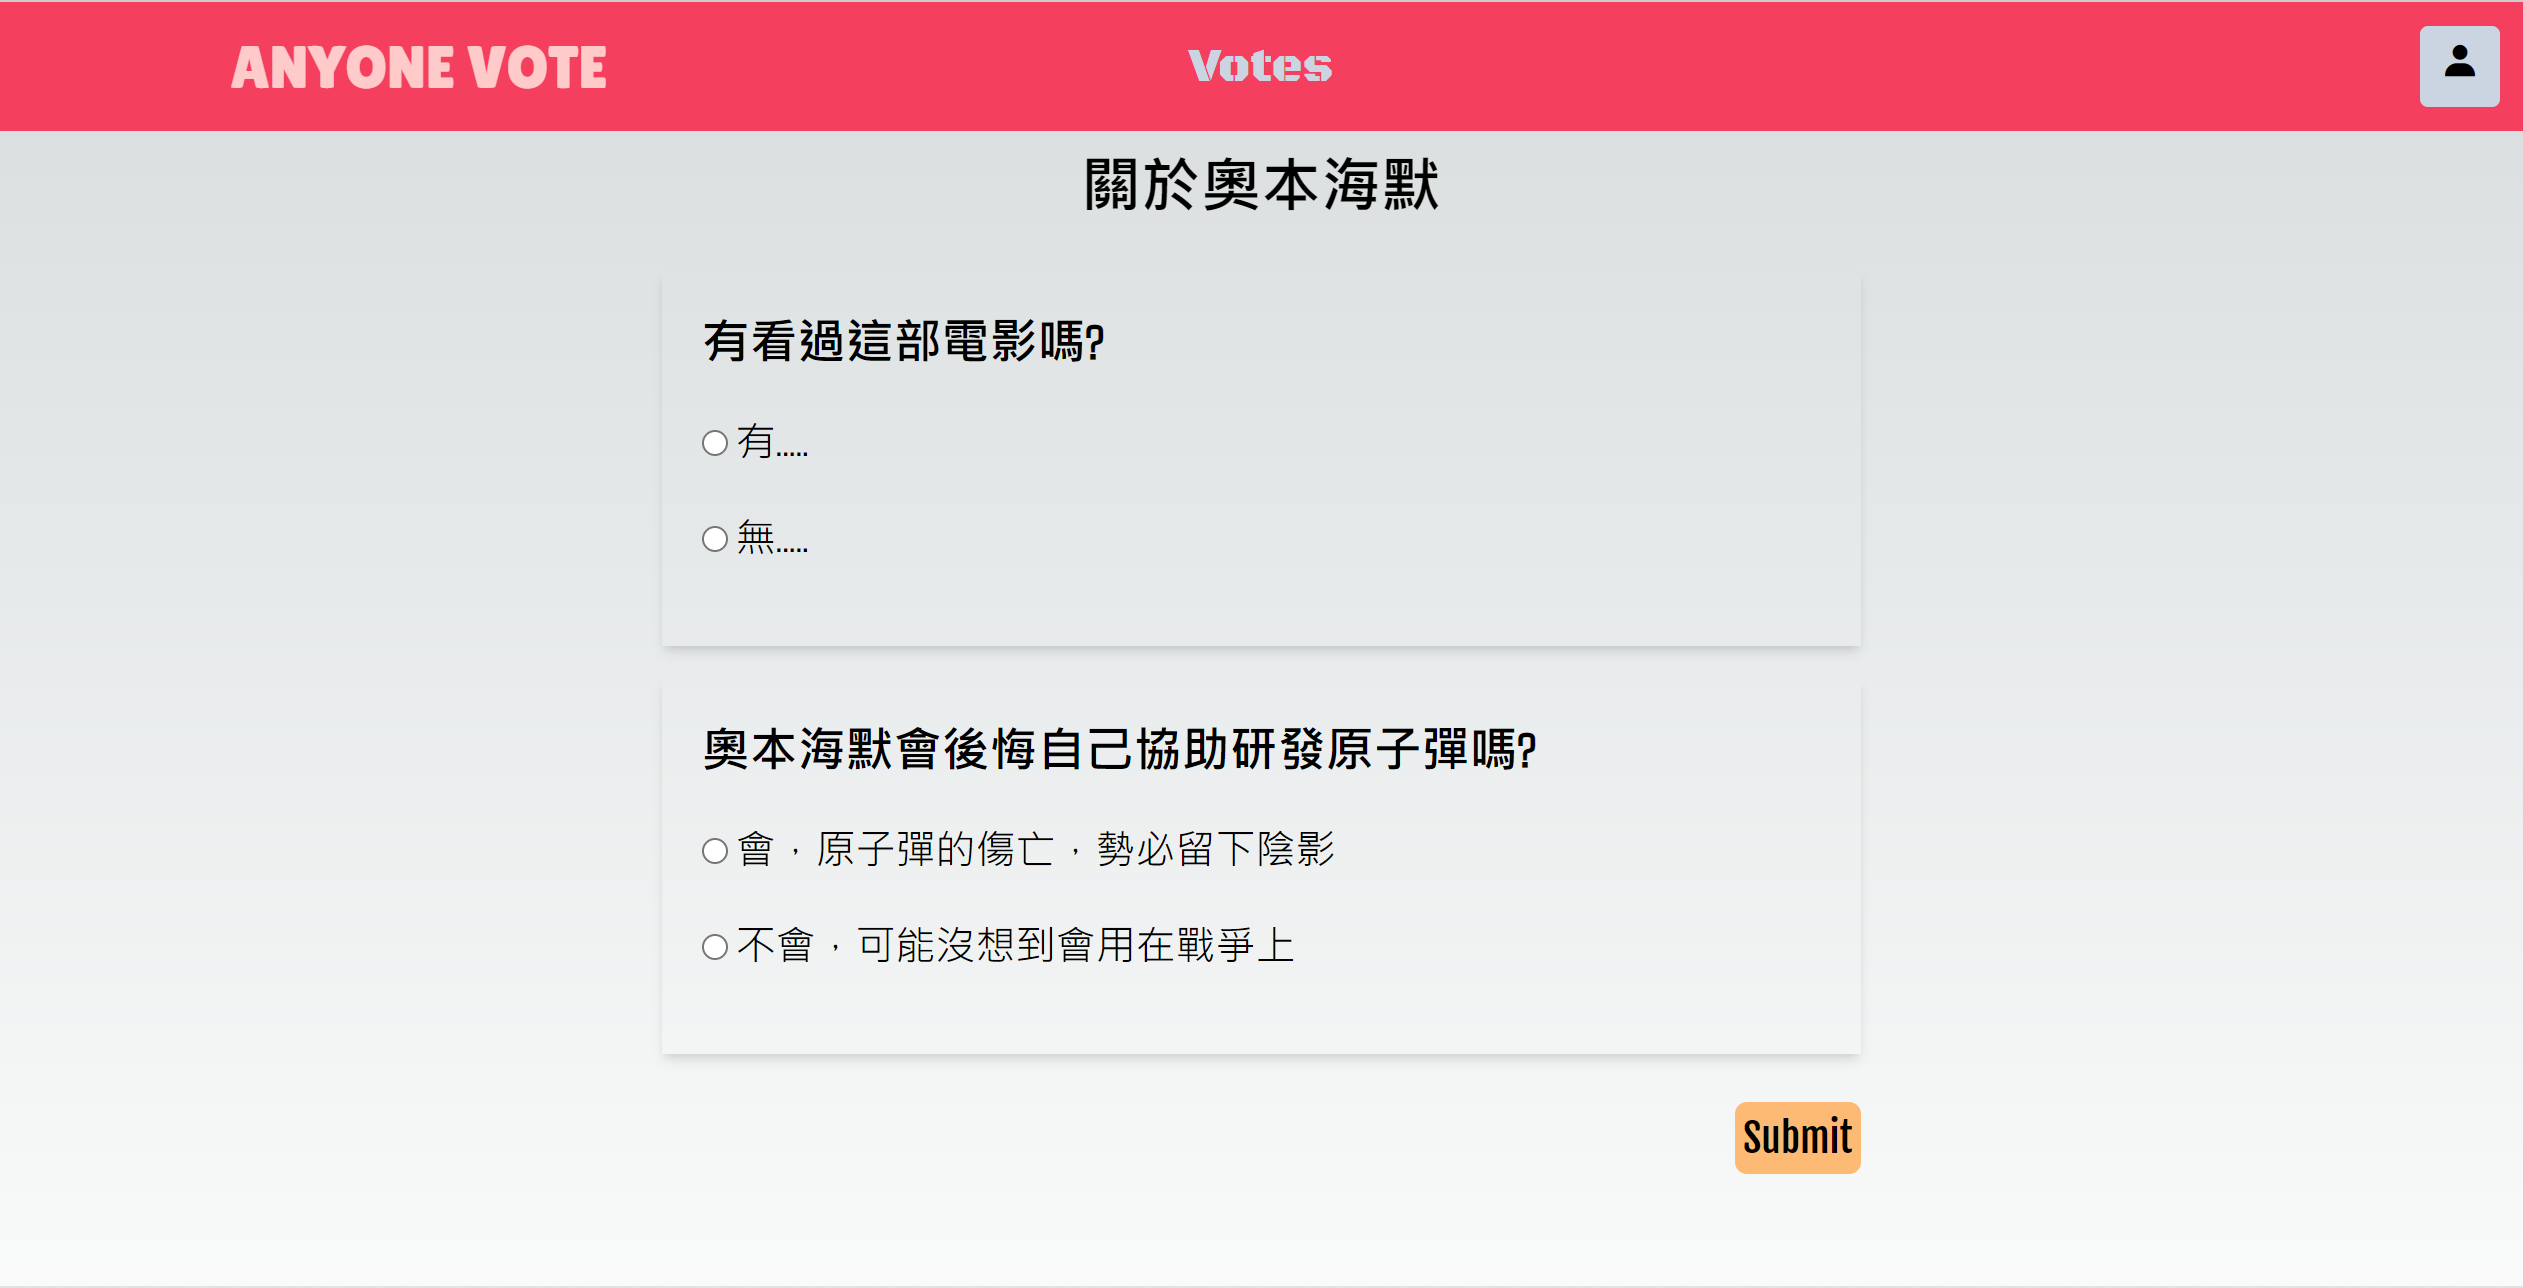 ANYONE VOTE
Votes
關於奧本海默
有看過這部電影嗎?
有.....
無.....
奧本海默會後悔自己協助研發原子彈嗎?
會，原子彈的傷亡，勢必留下陰影
不會，可能沒想到會用在戰爭上
Submit